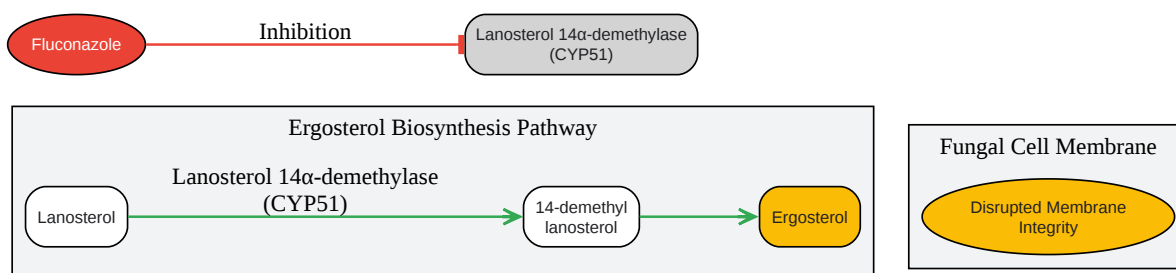 Fluconazole
Inhibition
Lanosterol 14α-demethylase
(CYP51)
Ergosterol Biosynthesis Pathway
Lanosterol
Lanosterol 14α-demethylase
(CYP51)
14-demethyl
lanosterol
Ergosterol
Fungal Cell Membrane
Disrupted Membrane
Integrity